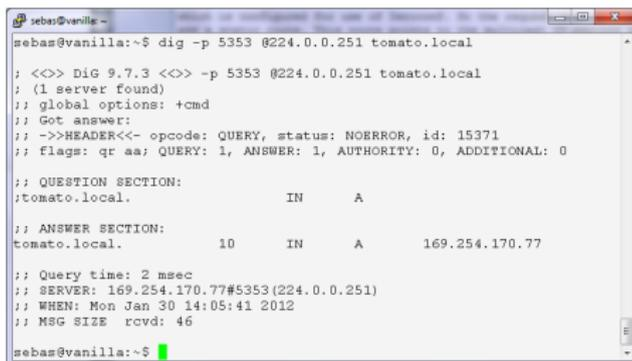 sebas@vanilla: ~
sebas@vanilla:~$ dig -p 5353 @224.0.0.251 tomato.local
; <<>> DiG 9.7.3 <<>> -p 5353 @224.0.0.251 tomato.local
; (1 server found)
;; global options: +cmd
;; Got answer:
;; ->>HEADER<<- opcode: QUERY, status: NOERROR, id: 15371
;; flags: qr aa; QUERY: 1, ANSWER: 1, AUTHORITY: 0, ADDITIONAL: 0
;; QUESTION SECTION:
;tomato.local. IN A
;; ANSWER SECTION:
tomato.local. 10 IN A 169.254.170.77
;; Query time: 2 msec
;; SERVER: 169.254.170.77#5353(224.0.0.251)
;; WHEN: Mon Jan 30 14:05:41 2012
;; MSG SIZE rcvd: 46
sebas@vanilla:~$